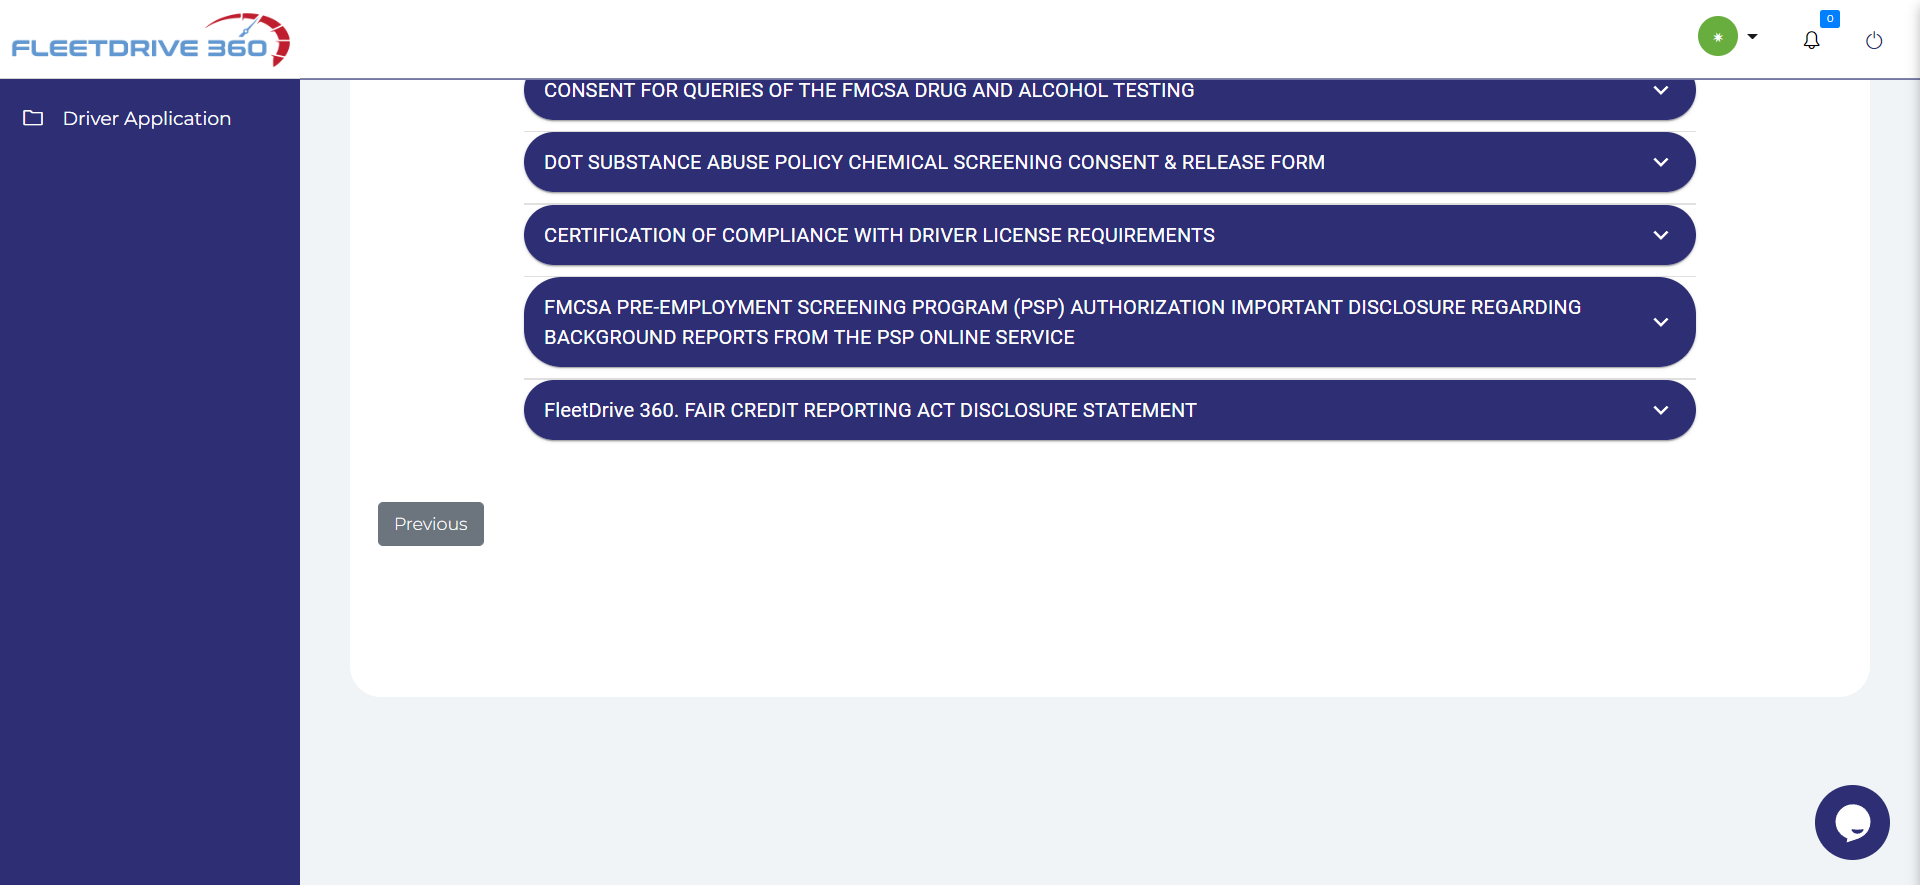 FLEETDRIVE 360
0
Driver Application
CONSENT FOR QUERIES OF THE FMCSA DRUG AND ALCOHOL TESTING
DOT SUBSTANCE ABUSE POLICY CHEMICAL SCREENING CONSENT & RELEASE FORM
CERTIFICATION OF COMPLIANCE WITH DRIVER LICENSE REQUIREMENTS
FMCSA PRE-EMPLOYMENT SCREENING PROGRAM (PSP) AUTHORIZATION IMPORTANT DISCLOSURE REGARDING
BACKGROUND REPORTS FROM THE PSP ONLINE SERVICE
FleetDrive 360. FAIR CREDIT REPORTING ACT DISCLOSURE STATEMENT
Previous